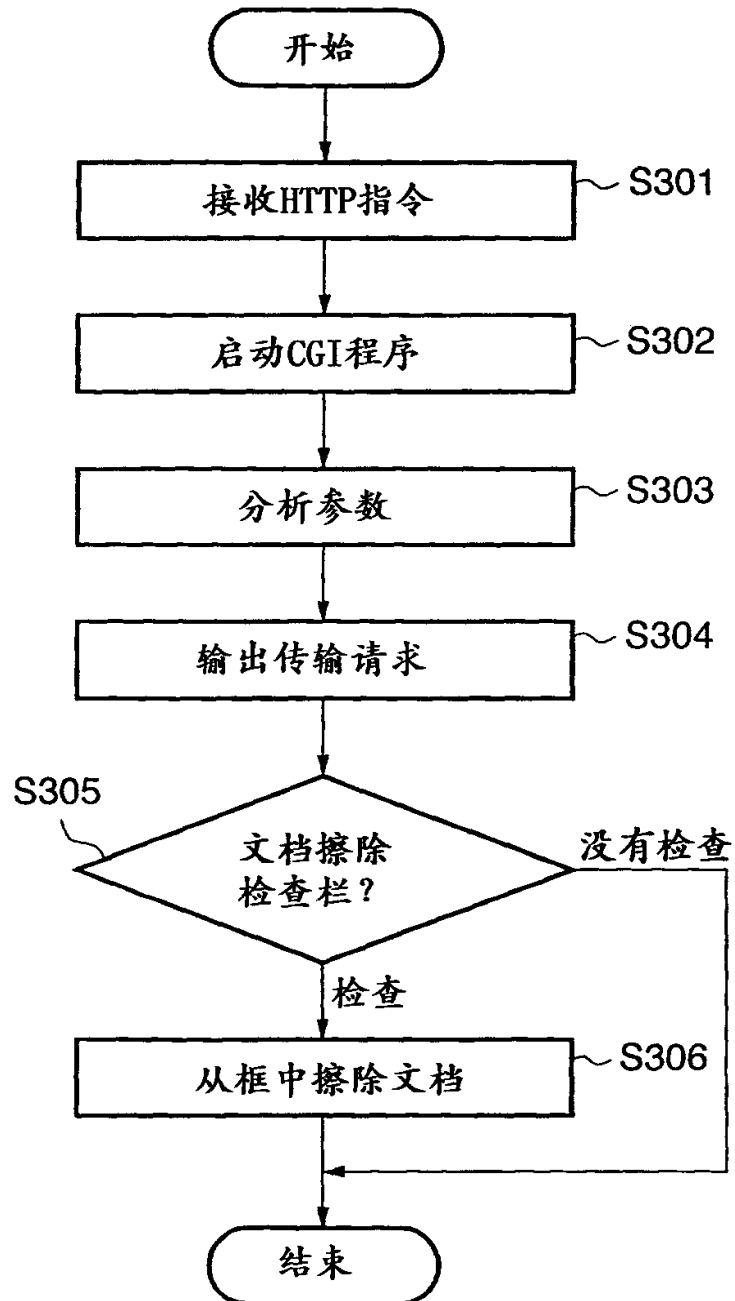 开始
接收HTTP指令
S301
启动CGI程序
S302
分析参数
S303
输出传输请求
S304
S305
文档擦除
检查栏?
没有检查
检查
从框中擦除文档
S306
结束